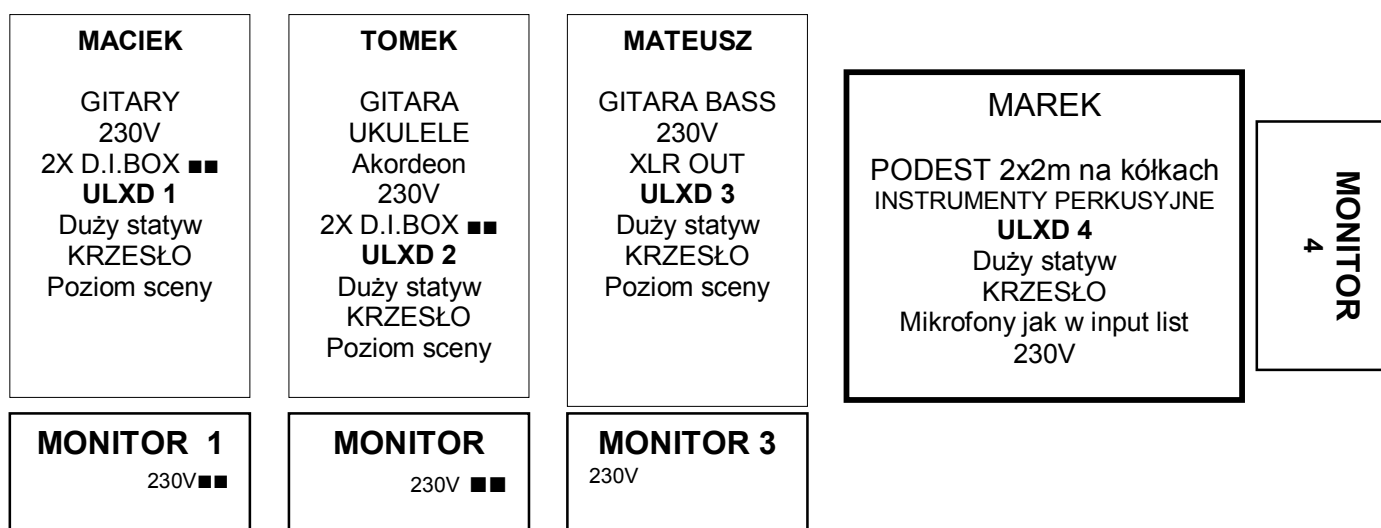 MACIEK
GITARY
230V
2X D.I.BOX ■■
ULXD 1
Duży statyw
KRZESŁO
Poziom sceny
TOMEK
GITARA
UKULELE
Akordeon
230V
2X D.I.BOX ■■
ULXD 2
Duży statyw
KRZESŁO
Poziom sceny
MATEUSZ
GITARA BASS
230V
XLR OUT
ULXD 3
Duży statyw
KRZESŁO
Poziom sceny
MAREK
PODEST 2x2m na kółkach
INSTRUMENTY PERKUSYJNE
ULXD 4
Duży statyw
KRZESŁO
Mikrofony jak w input list
230V
MONITOR
4
MONITOR 1
230V■■
MONITOR
230V ■■
MONITOR 3
230V